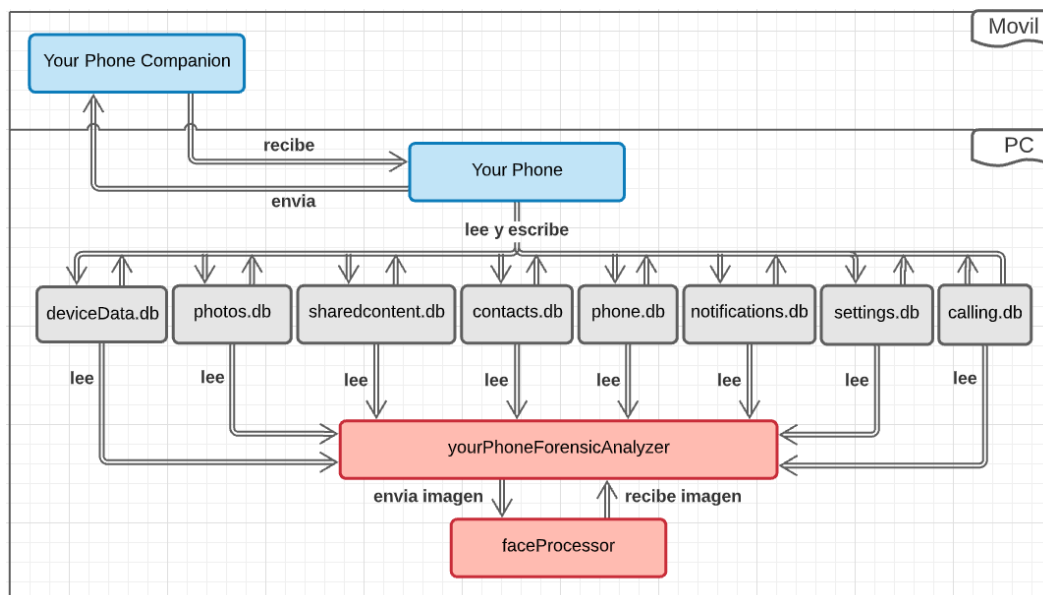 Movil
Your Phone Companion
PC
recibe
Your Phone
envia
lee y escribe
deviceData.db
photos.db
sharedcontent.db
contacts.db
phone.db
notifications.db
settings.db
calling.db
lee
lee
lee
lee
lee
lee
lee
lee
yourPhoneForensicAnalyzer
envia imagen
recibe imagen
faceProcessor